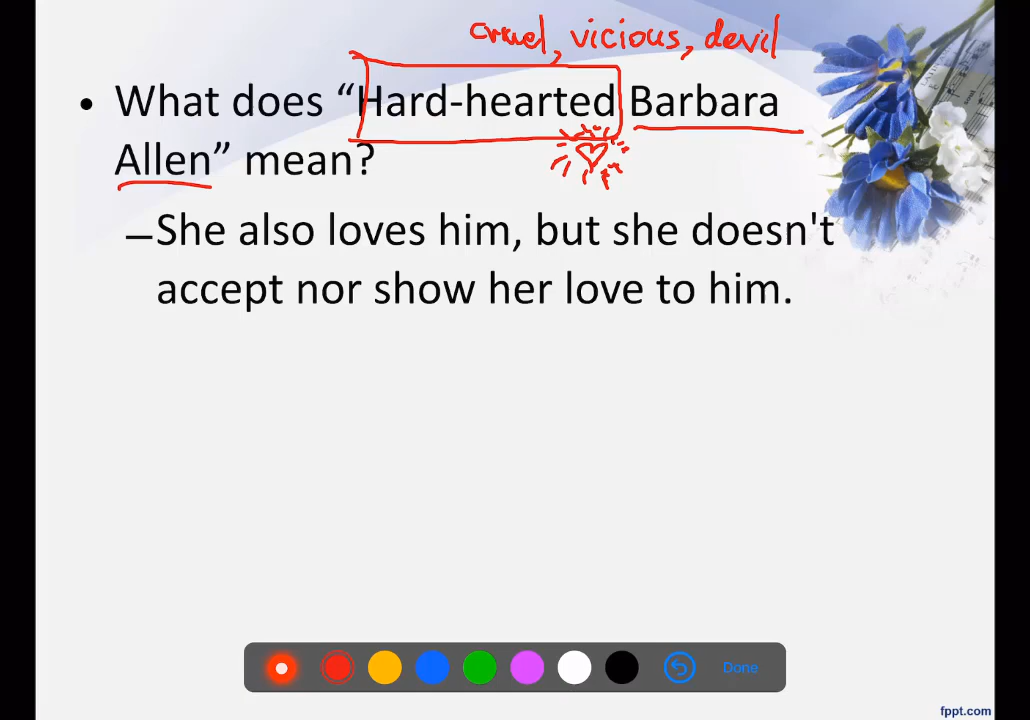 cruel, vicious, devil
• What does “Hard-hearted Barbara
Allen” mean?
–She also loves him, but she doesn't
accept nor show her love to him.
Done
fppt.com